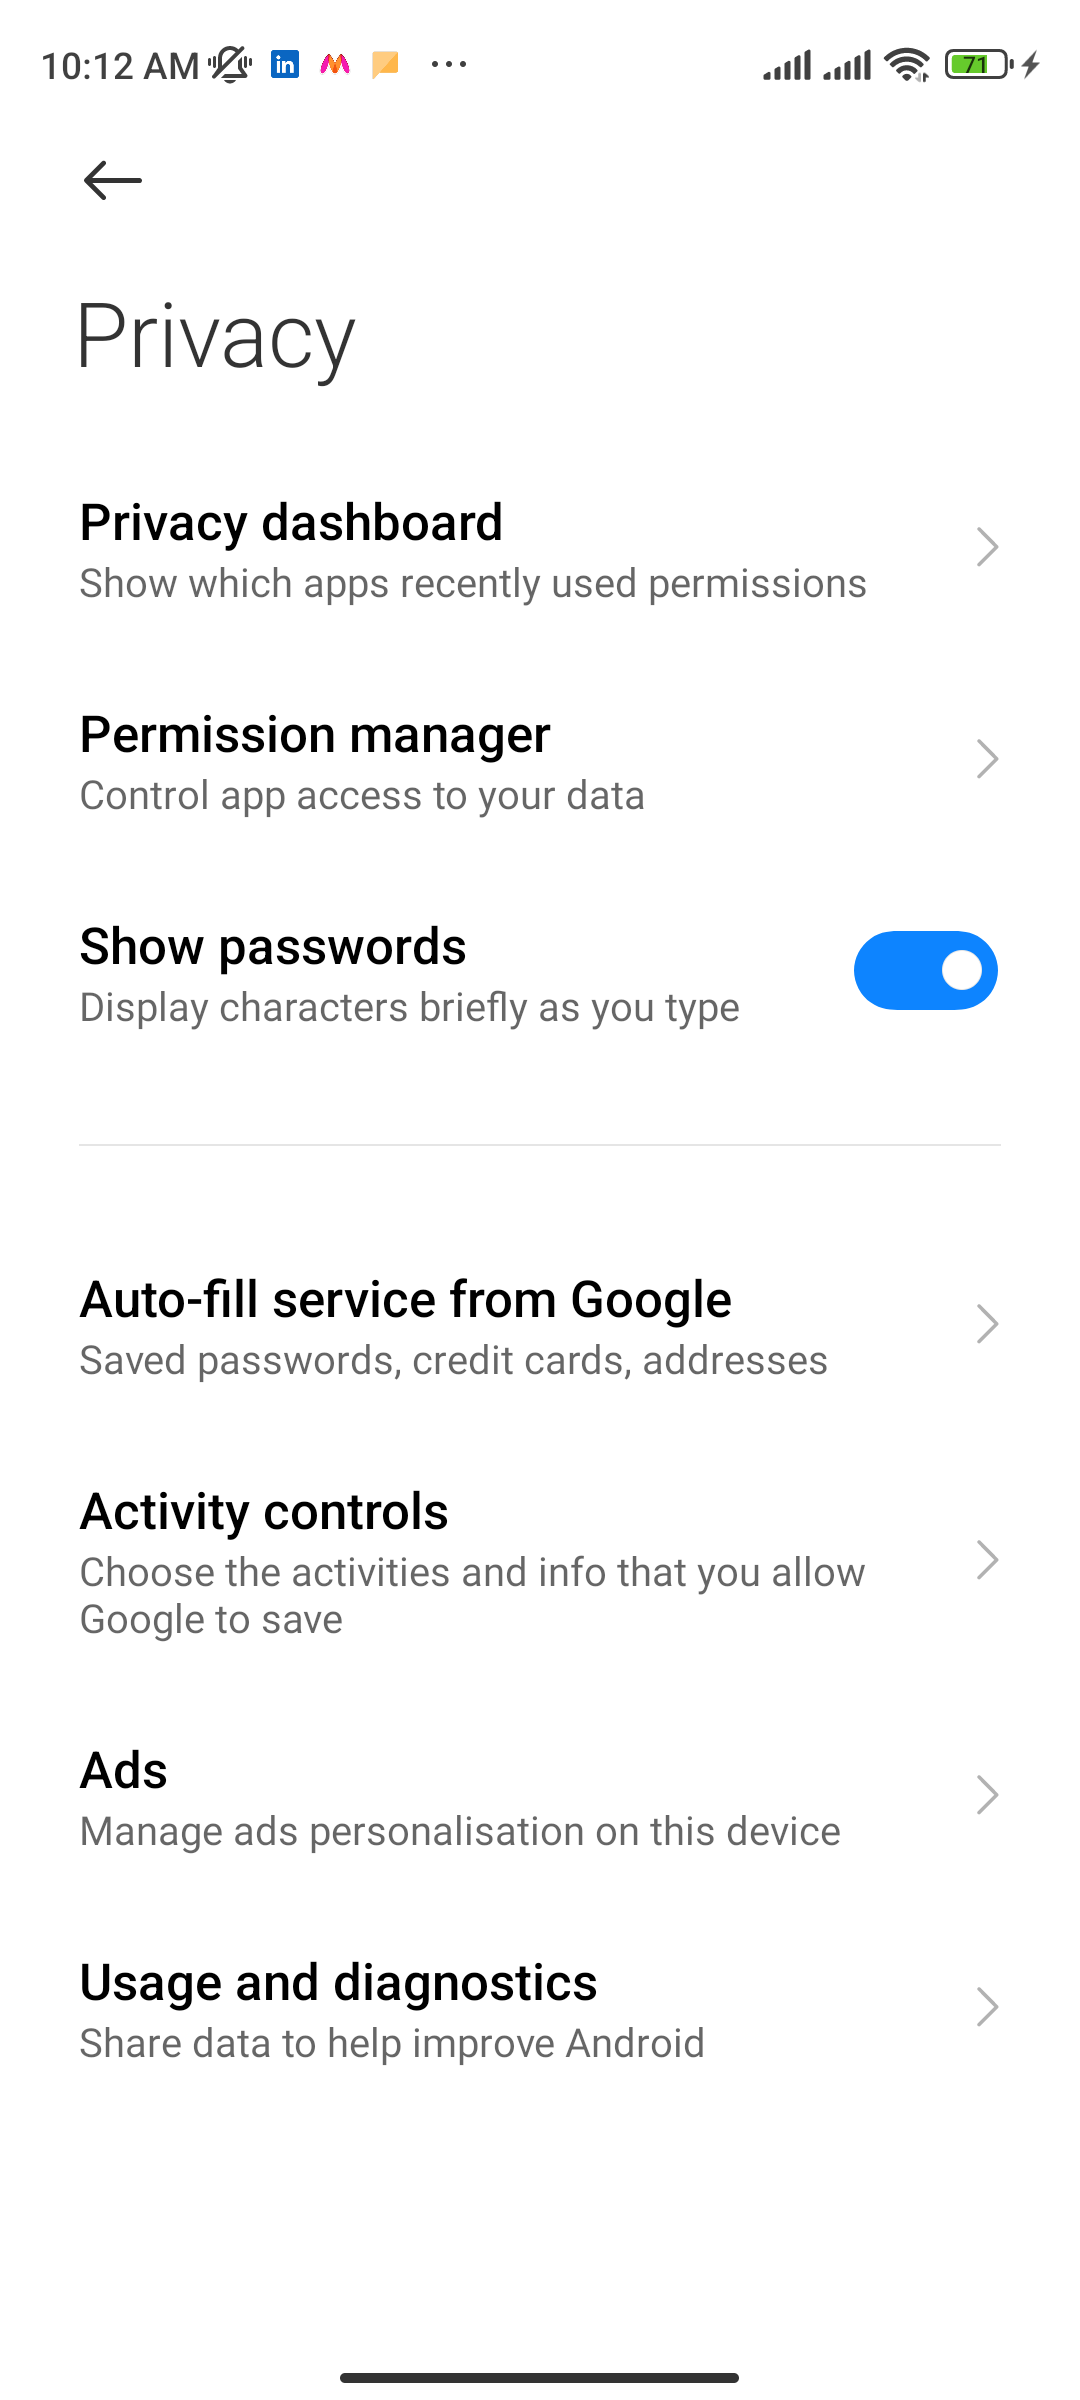 10:12 AM in 71
Privacy
Privacy dashboard
Show which apps recently used permissions
Permission manager
Control app access to your data
Show passwords
Display characters briefly as you type
Auto-fill service from Google
Saved passwords, credit cards, addresses
Activity controls
Choose the activities and info that you allow
Google to save
Ads
Manage ads personalisation on this device
Usage and diagnostics
Share data to help improve Android